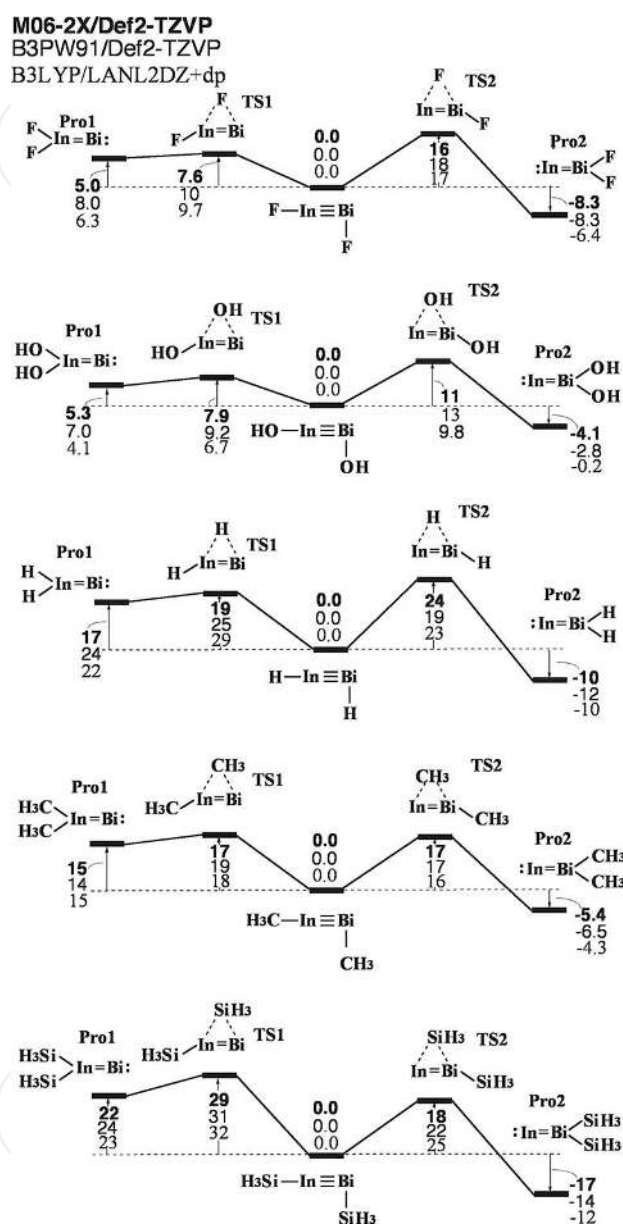 M06-2X/Def2-TZVP
B3PW91/Def2-TZVP
B3LYP/LANL2DZ+dp
Pro1
F
F
In=Bi:
5.0
8.0
6.3
TS1
F
F In=Bi
7.6
10
9.7
0.0
0.0
0.0
F—In≡Bi
F
TS2
F
In=Bi
F
16
18
17
Pro2
:In=Bi
F
F
-8.3
-8.3
-6.4
Pro1
HO
HO
In=Bi:
5.3
7.0
4.1
TS1
OH
HO In=Bi
7.9
9.2
6.7
0.0
0.0
0.0
HO—In≡Bi
OH
TS2
OH
In=Bi
OH
11
13
9.8
Pro2
:In=Bi
OH
OH
-4.1
-2.8
-0.2
Pro1
H
H
In=Bi:
17
24
22
TS1
H
H In=Bi
19
25
29
0.0
0.0
0.0
H—In≡Bi
H
TS2
H
In=Bi
H
24
19
23
Pro2
:In=Bi
H
H
-10
-12
-10
Pro1
H3C
H3C
In=Bi:
15
14
15
TS1
CH3
H3C In=Bi
17
19
18
0.0
0.0
0.0
H3C—In≡Bi
CH3
TS2
CH3
In=Bi
CH3
17
17
16
Pro2
:In=Bi
CH3
CH3
-5.4
-6.5
-4.3
Pro1
H3Si
H3Si
In=Bi:
22
24
23
TS1
SiH3
H3Si In=Bi
29
31
32
0.0
0.0
0.0
H3Si—In≡Bi
SiH3
TS2
SiH3
In=Bi
SiH3
18
22
25
Pro2
:In=Bi
SiH3
SiH3
-17
-14
-12